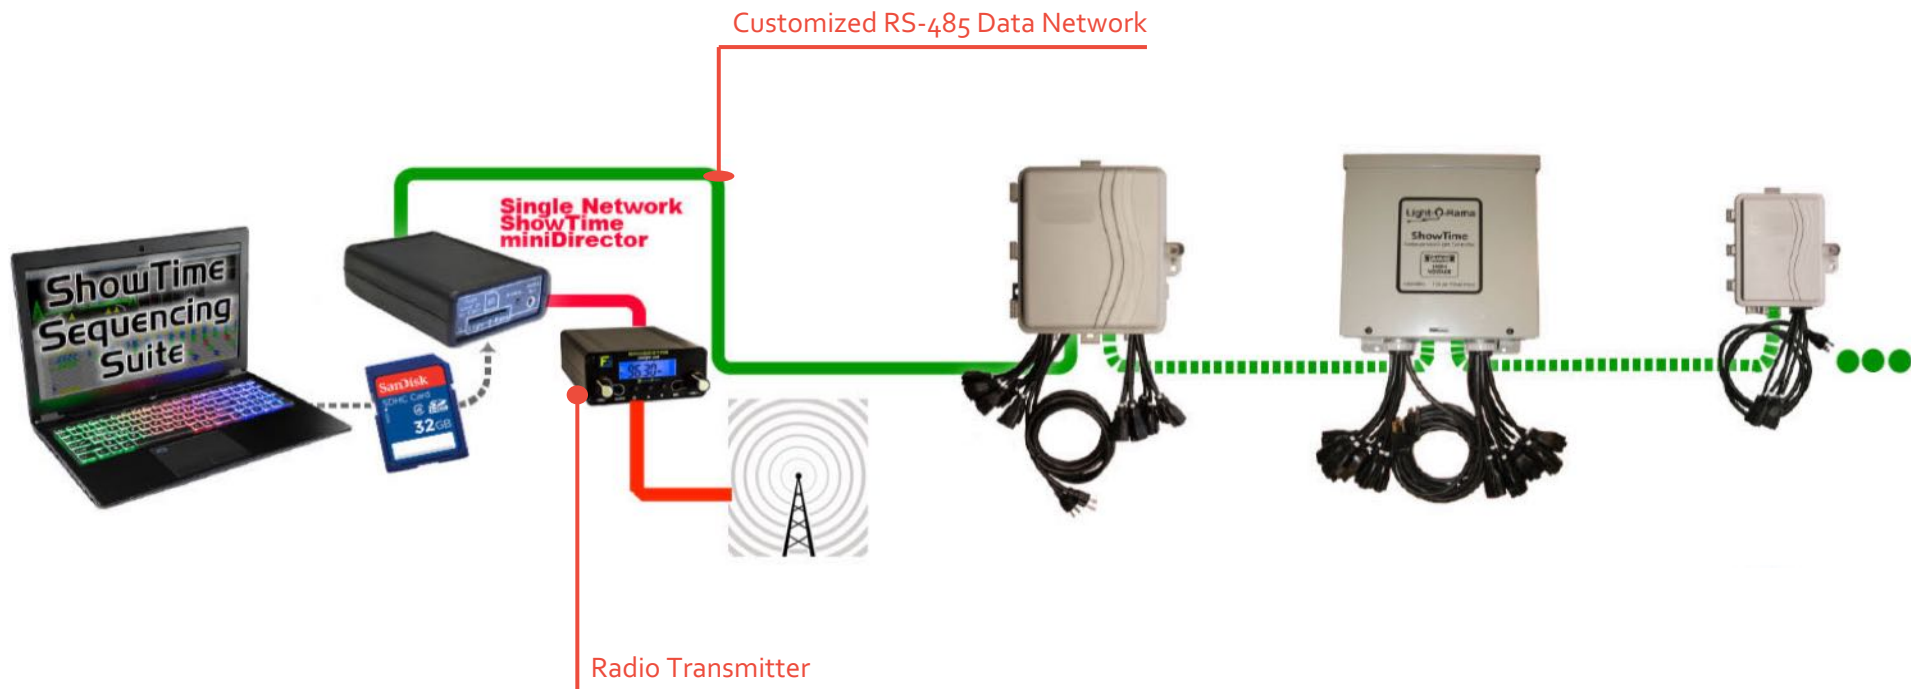 Customized RS-485 Data Network
Single Network
ShowTime
miniDirector
ShowTime
Sequencing
Suite
SanDisk
SDHC Card
4
32GB
Light-O-Rama
ShowTime
Radio Transmitter